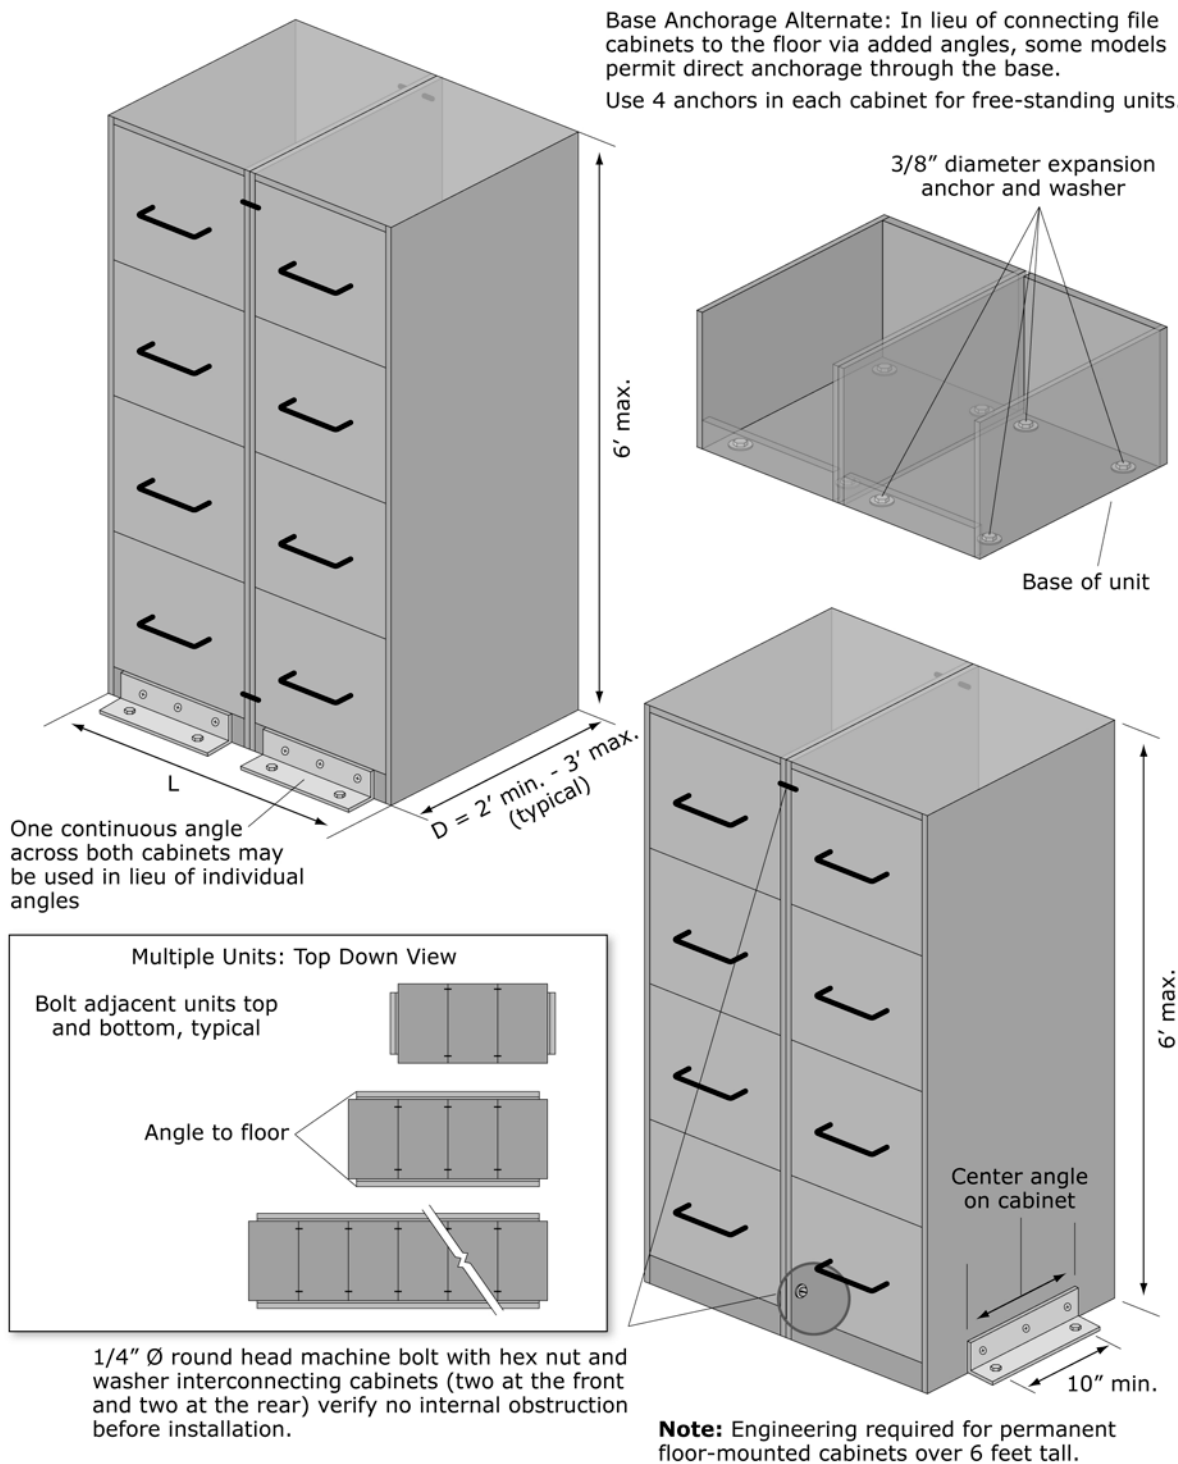 Base Anchorage Alternate: In lieu of connecting file
cabinets to the floor via added angles, some models
permit direct anchorage through the base.
Use 4 anchors in each cabinet for free-standing units.
3/8” diameter expansion
anchor and washer
6’ max.
Base of unit
L
D = 2’ min. - 3’ max.
(typical)
One continuous angle
across both cabinets may
be used in lieu of individual
angles
Multiple Units: Top Down View
Bolt adjacent units top
and bottom, typical
Angle to floor
6’ max.
Center angle
on cabinet
10” min.
1/4” Ø round head machine bolt with hex nut and
washer interconnecting cabinets (two at the front
and two at the rear) verify no internal obstruction
before installation.
Note: Engineering required for permanent
floor-mounted cabinets over 6 feet tall.